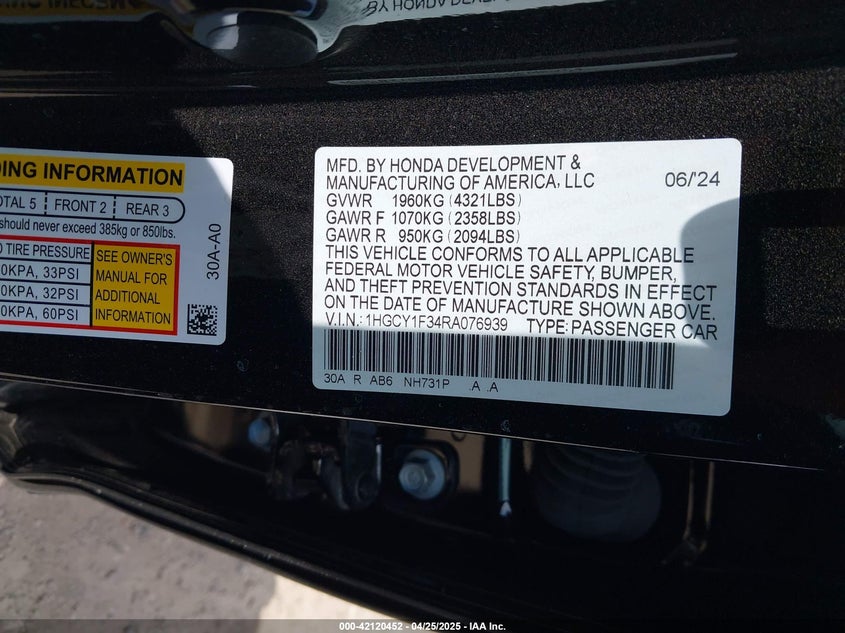 DING INFORMATION
TOTAL 5 FRONT 2 REAR 3
should never exceed 385kg or 850lbs.
TIRE PRESSURE
0KPA, 33PSI
0KPA, 32PSI
0KPA, 60PSI
SEE OWNER'S
MANUAL FOR
ADDITIONAL
INFORMATION
30A-A0
MFD. BY HONDA DEVELOPMENT &
MANUFACTURING OF AMERICA, LLC 06/'24
GVWR 1960KG (4321LBS)
GAWR F 1070KG (2358LBS)
GAWR R 950KG (2094LBS)
THIS VEHICLE CONFORMS TO ALL APPLICABLE
FEDERAL MOTOR VEHICLE SAFETY, BUMPER,
AND THEFT PREVENTION STANDARDS IN EFFECT
ON THE DATE OF MANUFACTURE SHOWN ABOVE.
V.I.N.: 1HGCY1F34RA076939 TYPE: PASSENGER CAR
30A R AB6 NH731P .A .A
000-42120452 - 04/25/2025 - IAA Inc.